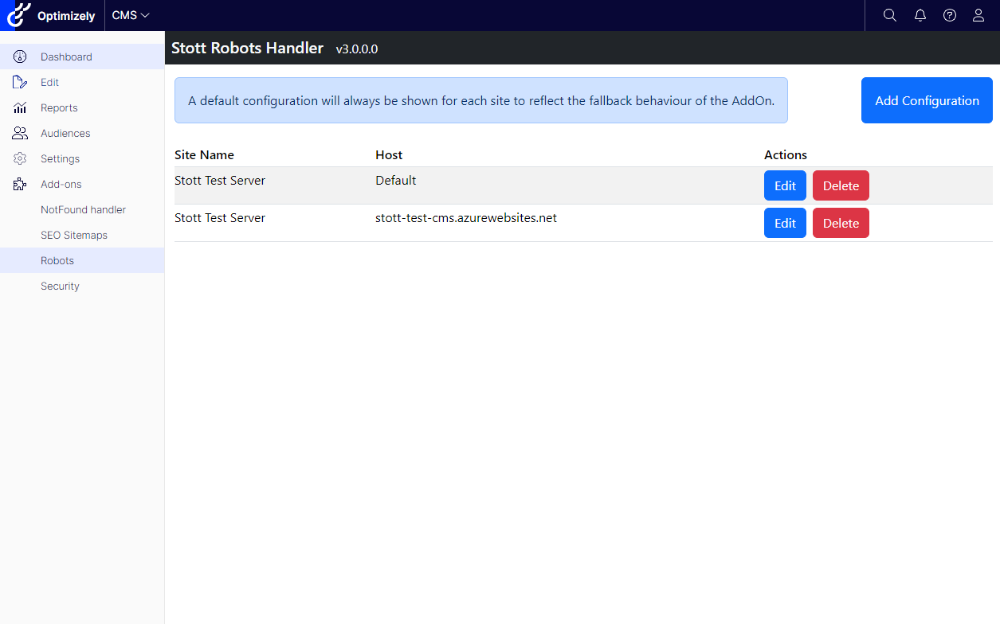 Optimizely CMS
Dashboard
Edit
Reports
Audiences
Settings
Add-ons
NotFound handler
SEO Sitemaps
Robots
Security
Stott Robots Handler v3.0.0.0
A default configuration will always be shown for each site to reflect the fallback behaviour of the AddOn.
Add Configuration
Site Name Host Actions
Stott Test Server Default Edit Delete
Stott Test Server stott-test-cms.azurewebsites.net Edit Delete